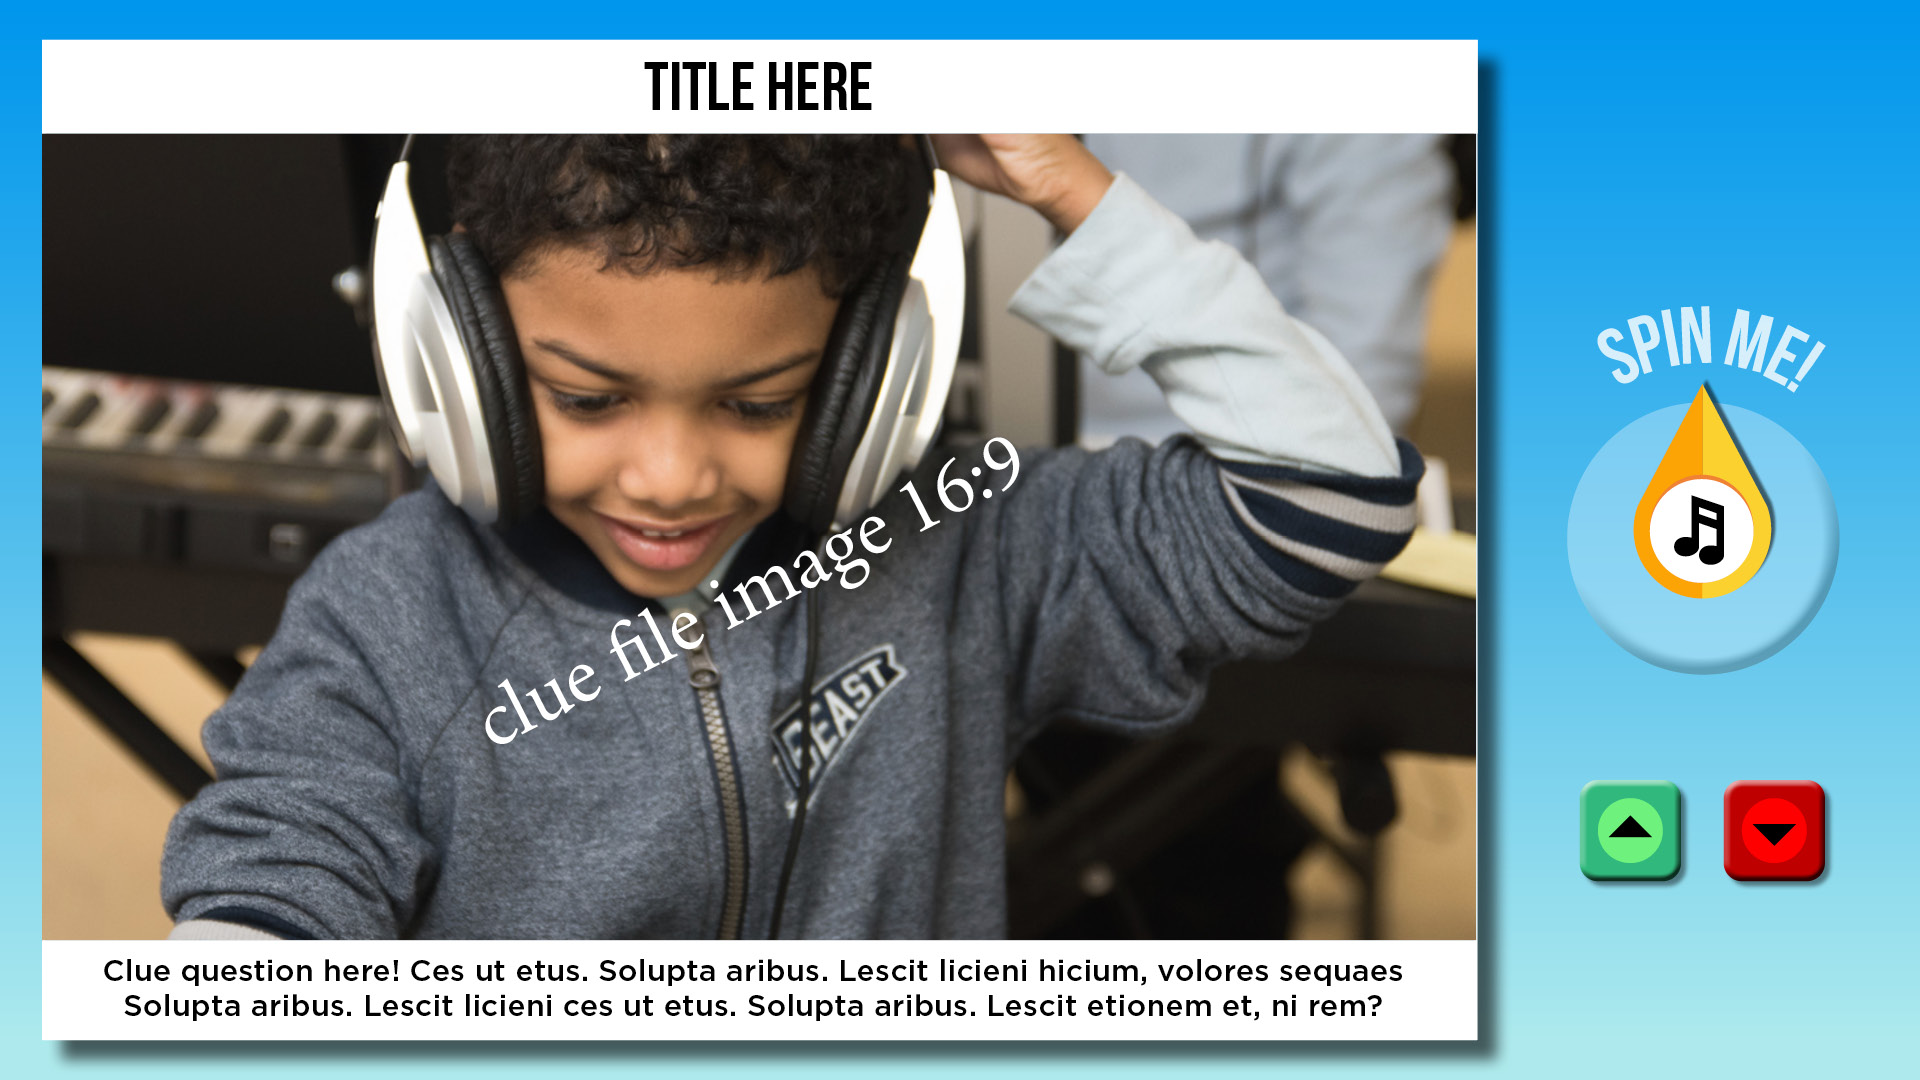 TITLE HERE
SPIN ME!
clue file image 16:9
BEAST
Clue question here! Ces ut etus. Solupta aribus. Lescit licieni hicium, volores sequaes
Solupta aribus. Lescit licieni ces ut etus. Solupta aribus. Lescit etionem et, ni rem?